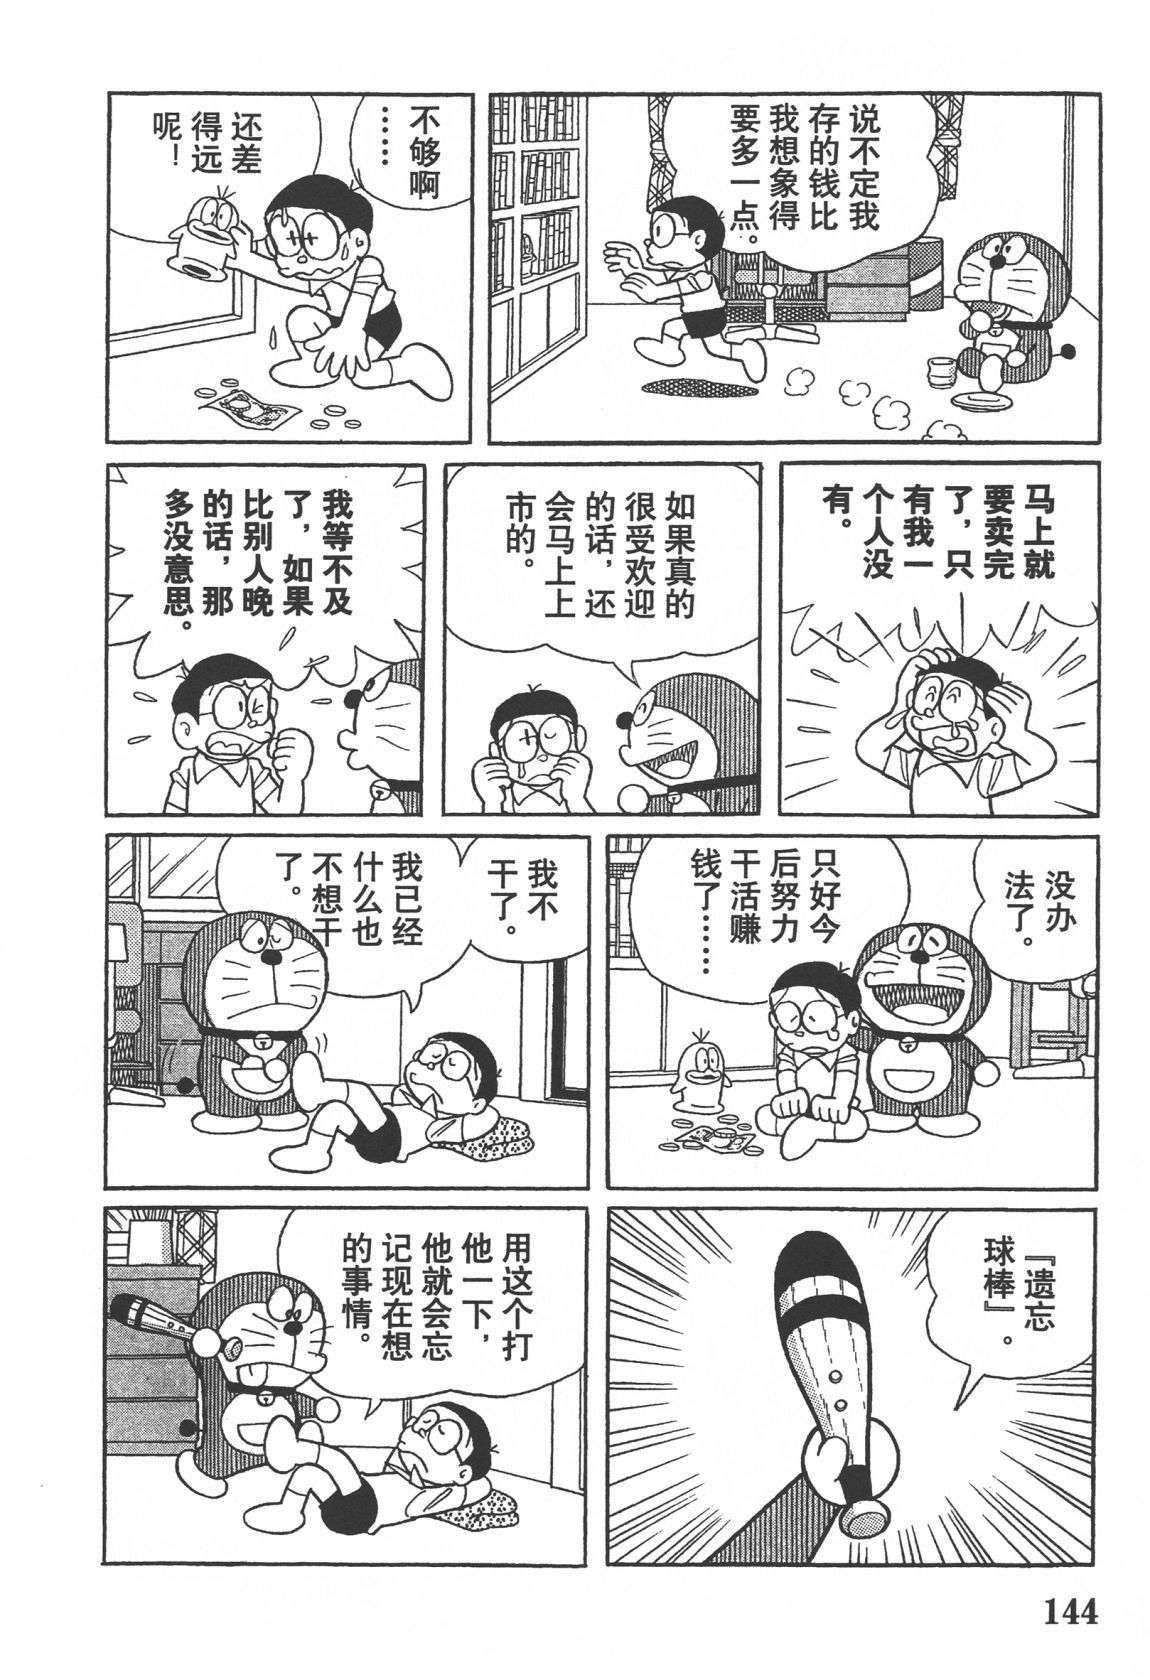 说不定我
存的钱比
我想象得
要多一点。
不够啊
……
还差
得远
呢！
马上就
要卖完
了，只
有我一
个人没
有。
如果真的
很受欢迎
的话，还
会马上上
市的。
我等不及
了，如果
比别人晚
的话，那
多没意思。
没办
法了。
只好今
后努力
干活赚
钱了……
我不
干了。
我已经
什么也
不想干
了。
『遗忘
球棒』。
用这个打
他一下，
他就会忘
记现在想
的事情。
144